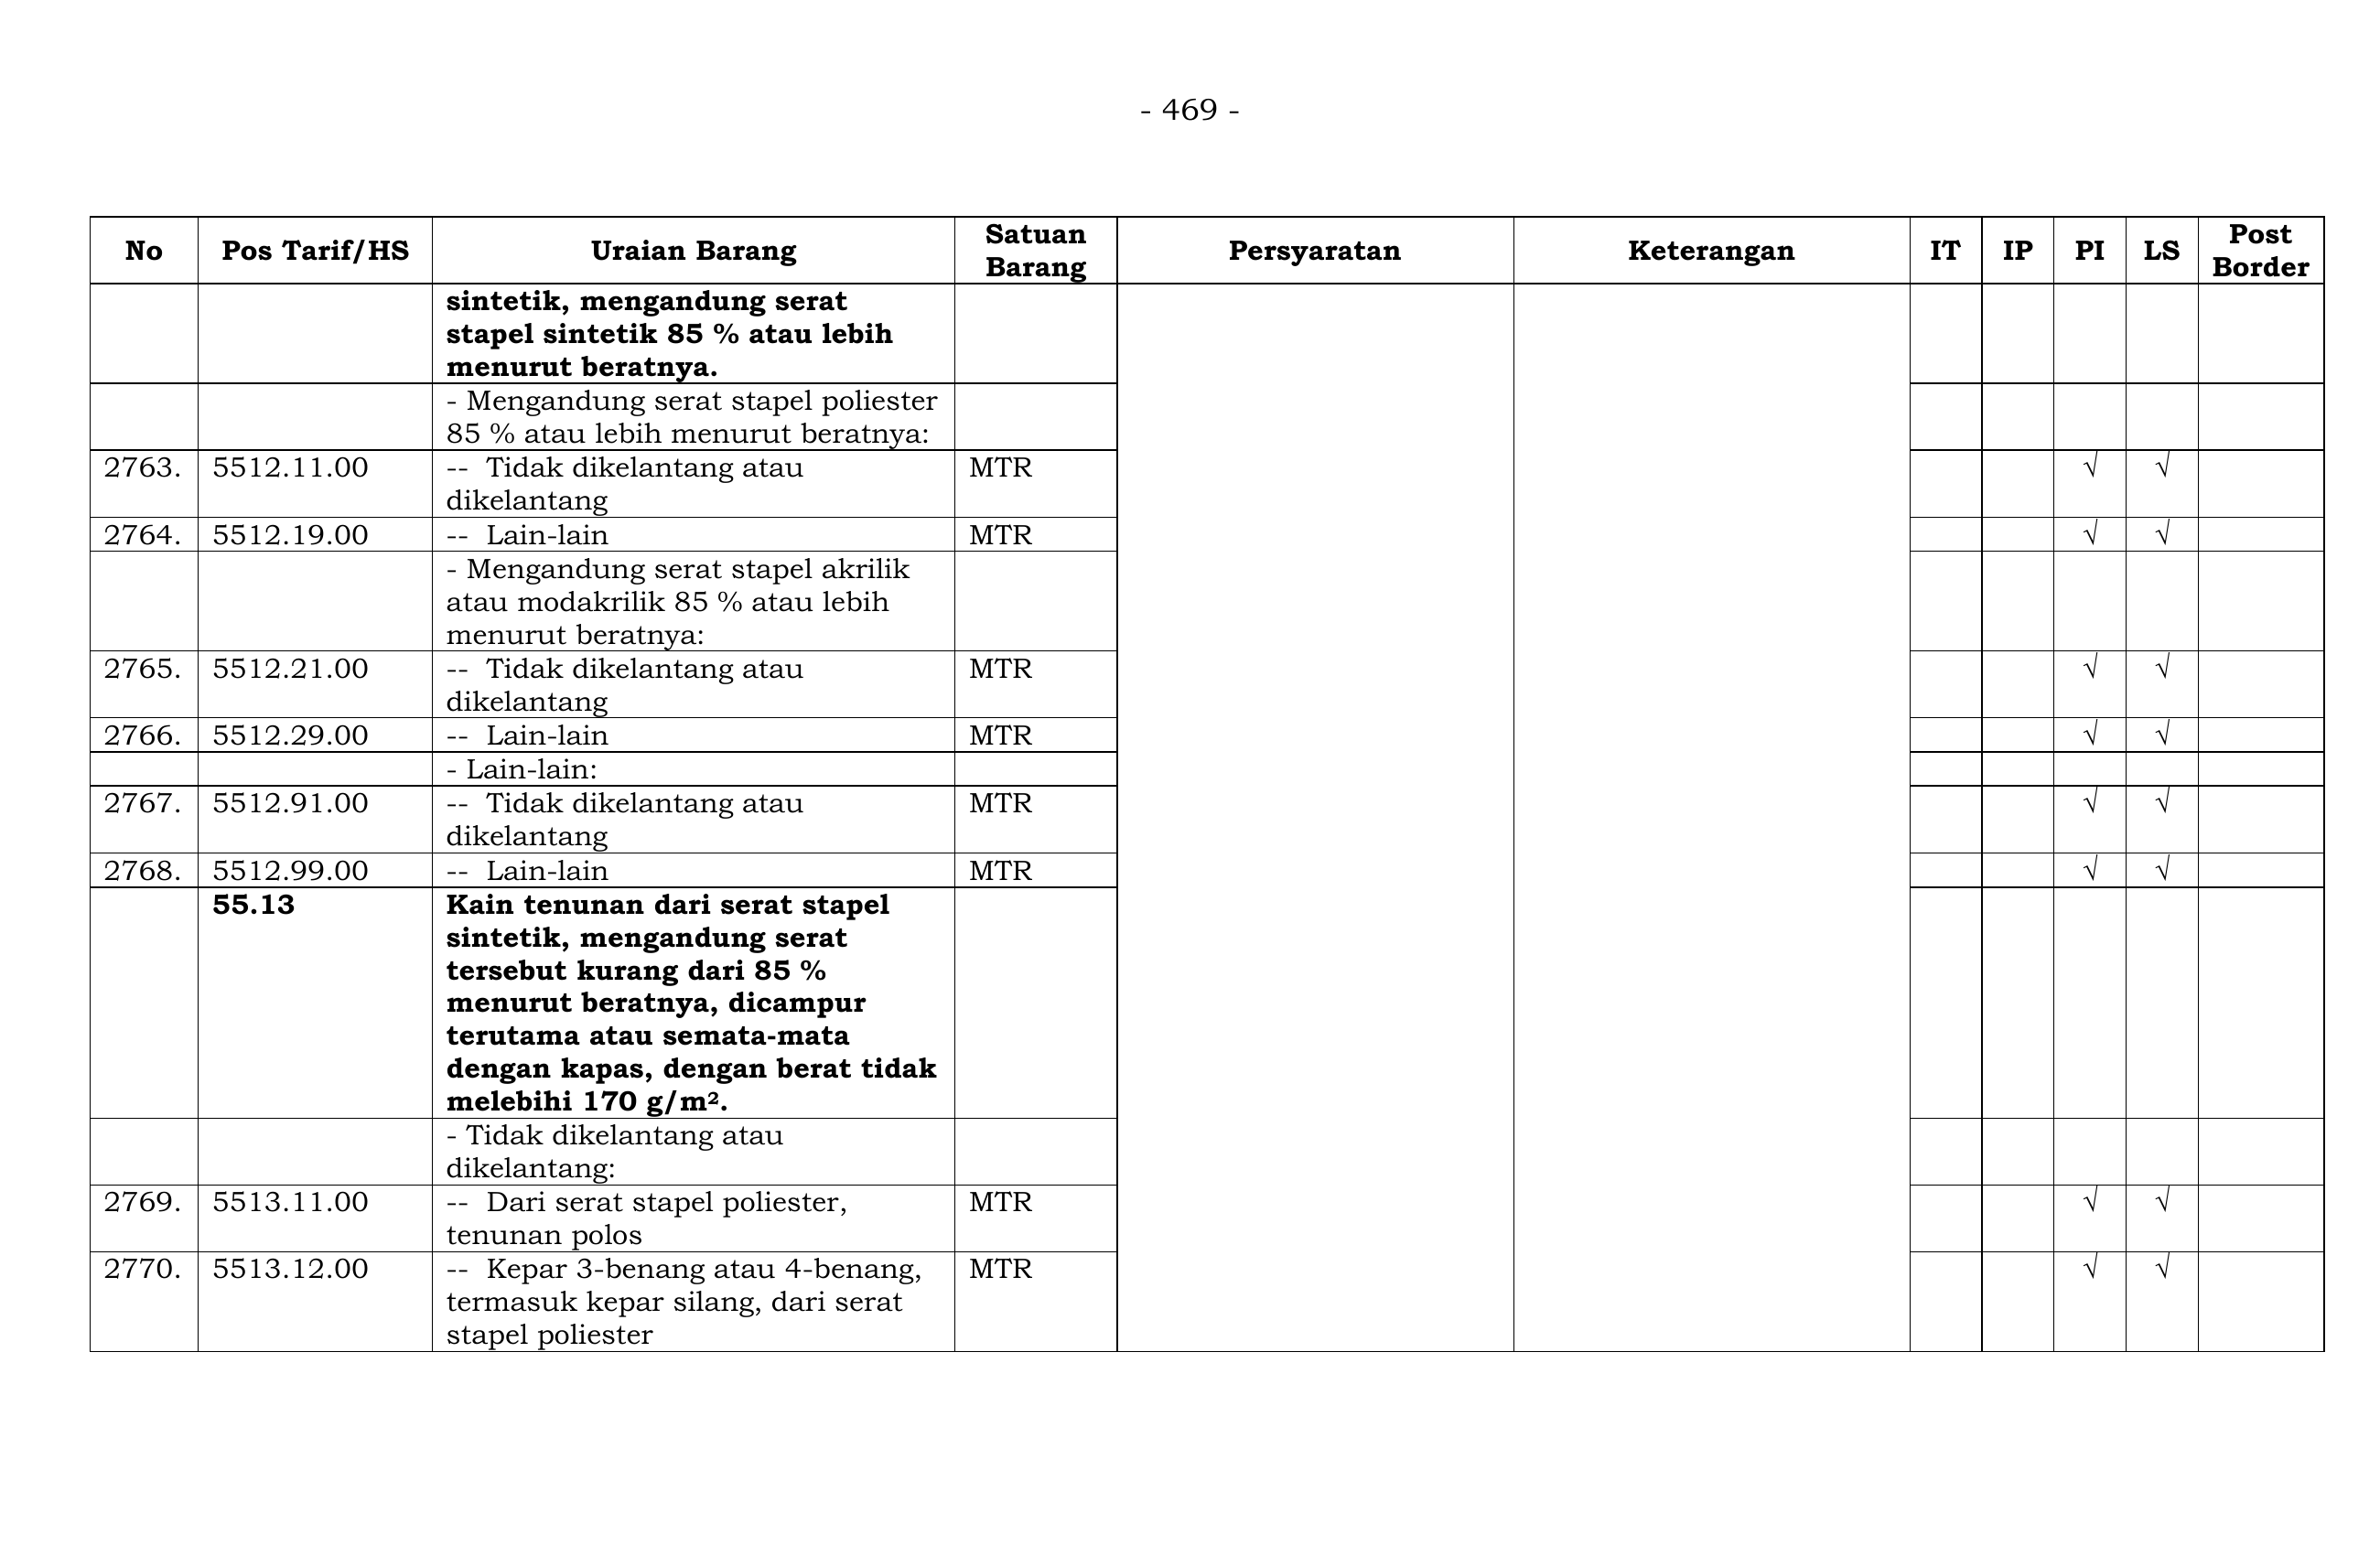 - 469 -
No Pos Tarif/HS Uraian Barang Satuan Barang Persyaratan Keterangan IT IP PI LS Post Border
sintetik, mengandung serat
stapel sintetik 85 % atau lebih
menurut beratnya.
- Mengandung serat stapel poliester
85 % atau lebih menurut beratnya:
2763. 5512.11.00 -- Tidak dikelantang atau MTR √ √
dikelantang
2764. 5512.19.00 -- Lain-lain MTR √ √
- Mengandung serat stapel akrilik
atau modakrilik 85 % atau lebih
menurut beratnya:
2765. 5512.21.00 -- Tidak dikelantang atau MTR √ √
dikelantang
2766. 5512.29.00 -- Lain-lain MTR √ √
- Lain-lain:
2767. 5512.91.00 -- Tidak dikelantang atau MTR √ √
dikelantang
2768. 5512.99.00 -- Lain-lain MTR √ √
55.13 Kain tenunan dari serat stapel
sintetik, mengandung serat
tersebut kurang dari 85 %
menurut beratnya, dicampur
terutama atau semata-mata
dengan kapas, dengan berat tidak
melebihi 170 g/m².
- Tidak dikelantang atau
dikelantang:
2769. 5513.11.00 -- Dari serat stapel poliester, MTR √ √
tenunan polos
2770. 5513.12.00 -- Kepar 3-benang atau 4-benang, MTR √ √
termasuk kepar silang, dari serat
stapel poliester